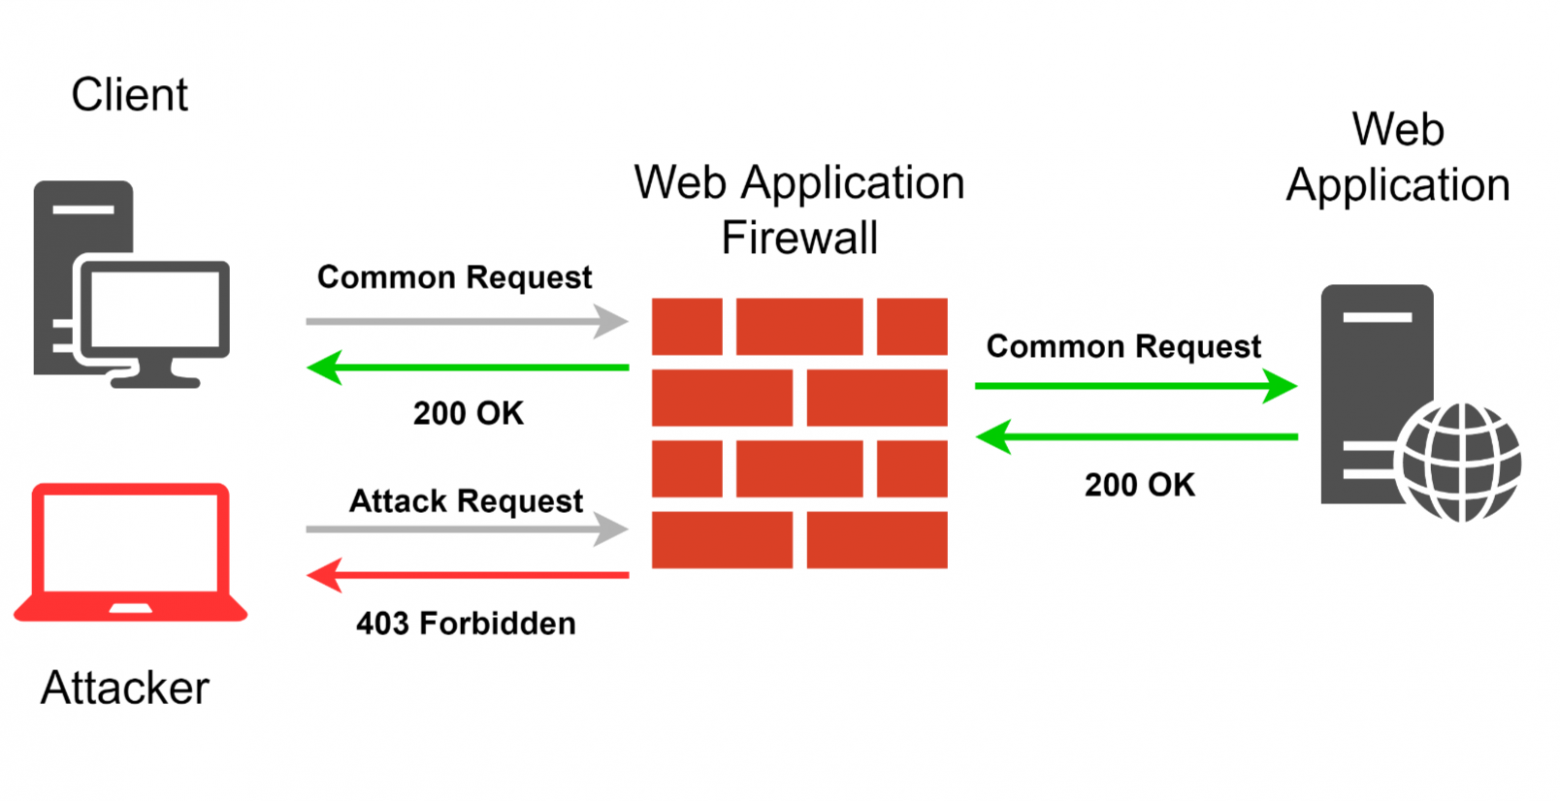 Client
Web
Application
Web Application
Firewall
Common Request
200 OK
Common Request
200 OK
Attack Request
403 Forbidden
Attacker